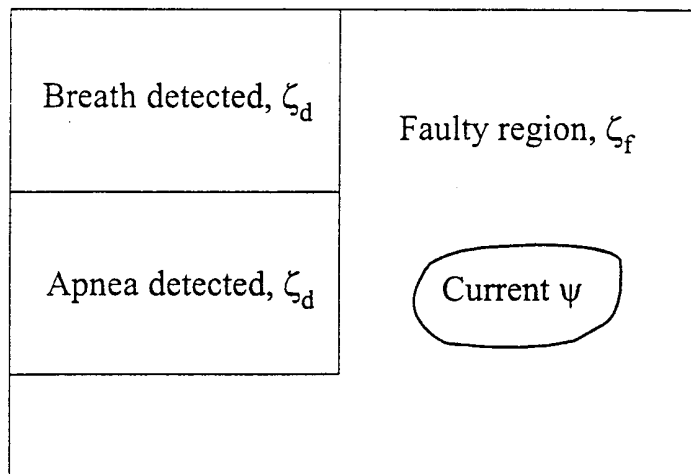 Breath detected, ζd
Faulty region, ζf
Apnea detected, ζd
Current ψ